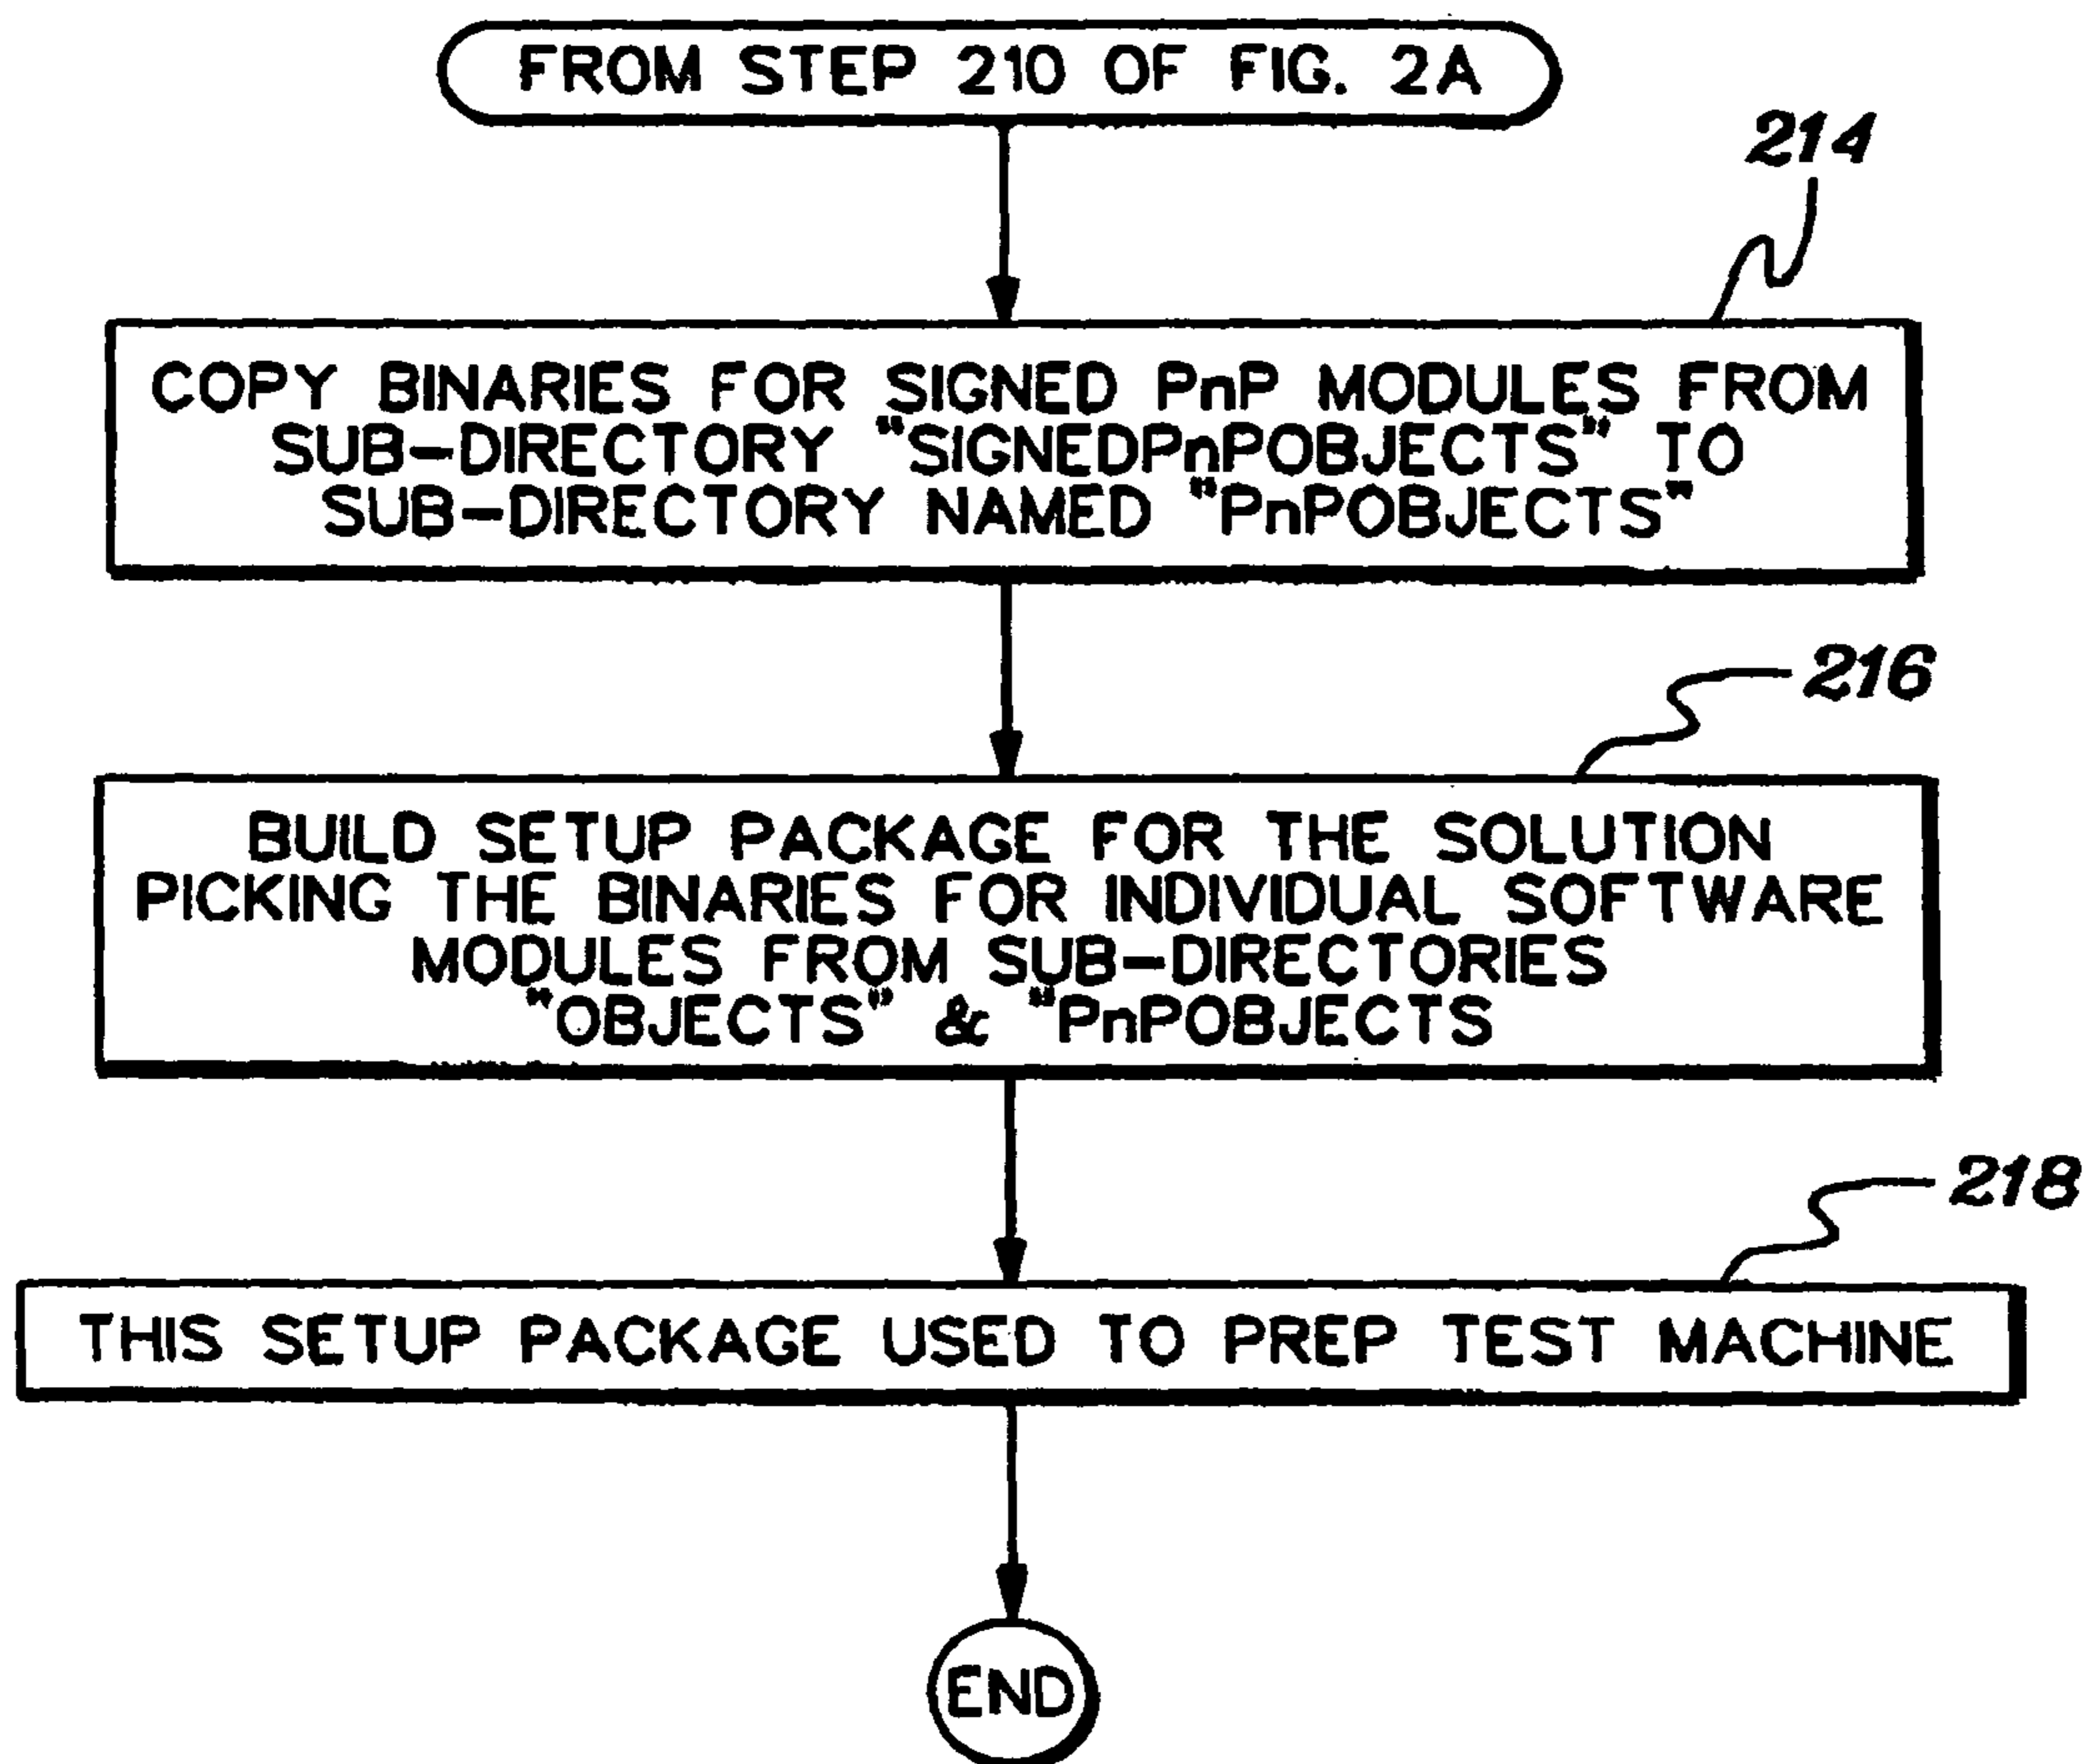 FROM STEP 210 OF FIG. 2A
214
COPY BINARIES FOR SIGNED PnP MODULES FROM
SUB-DIRECTORY "SIGNEDPnPOBJECTS" TO
SUB-DIRECTORY NAMED "PnPOBJECTS"
216
BUILD SETUP PACKAGE FOR THE SOLUTION
PICKING THE BINARIES FOR INDIVIDUAL SOFTWARE
MODULES FROM SUB-DIRECTORIES
"OBJECTS" & "PnPOBJECTS
218
THIS SETUP PACKAGE USED TO PREP TEST MACHINE
END